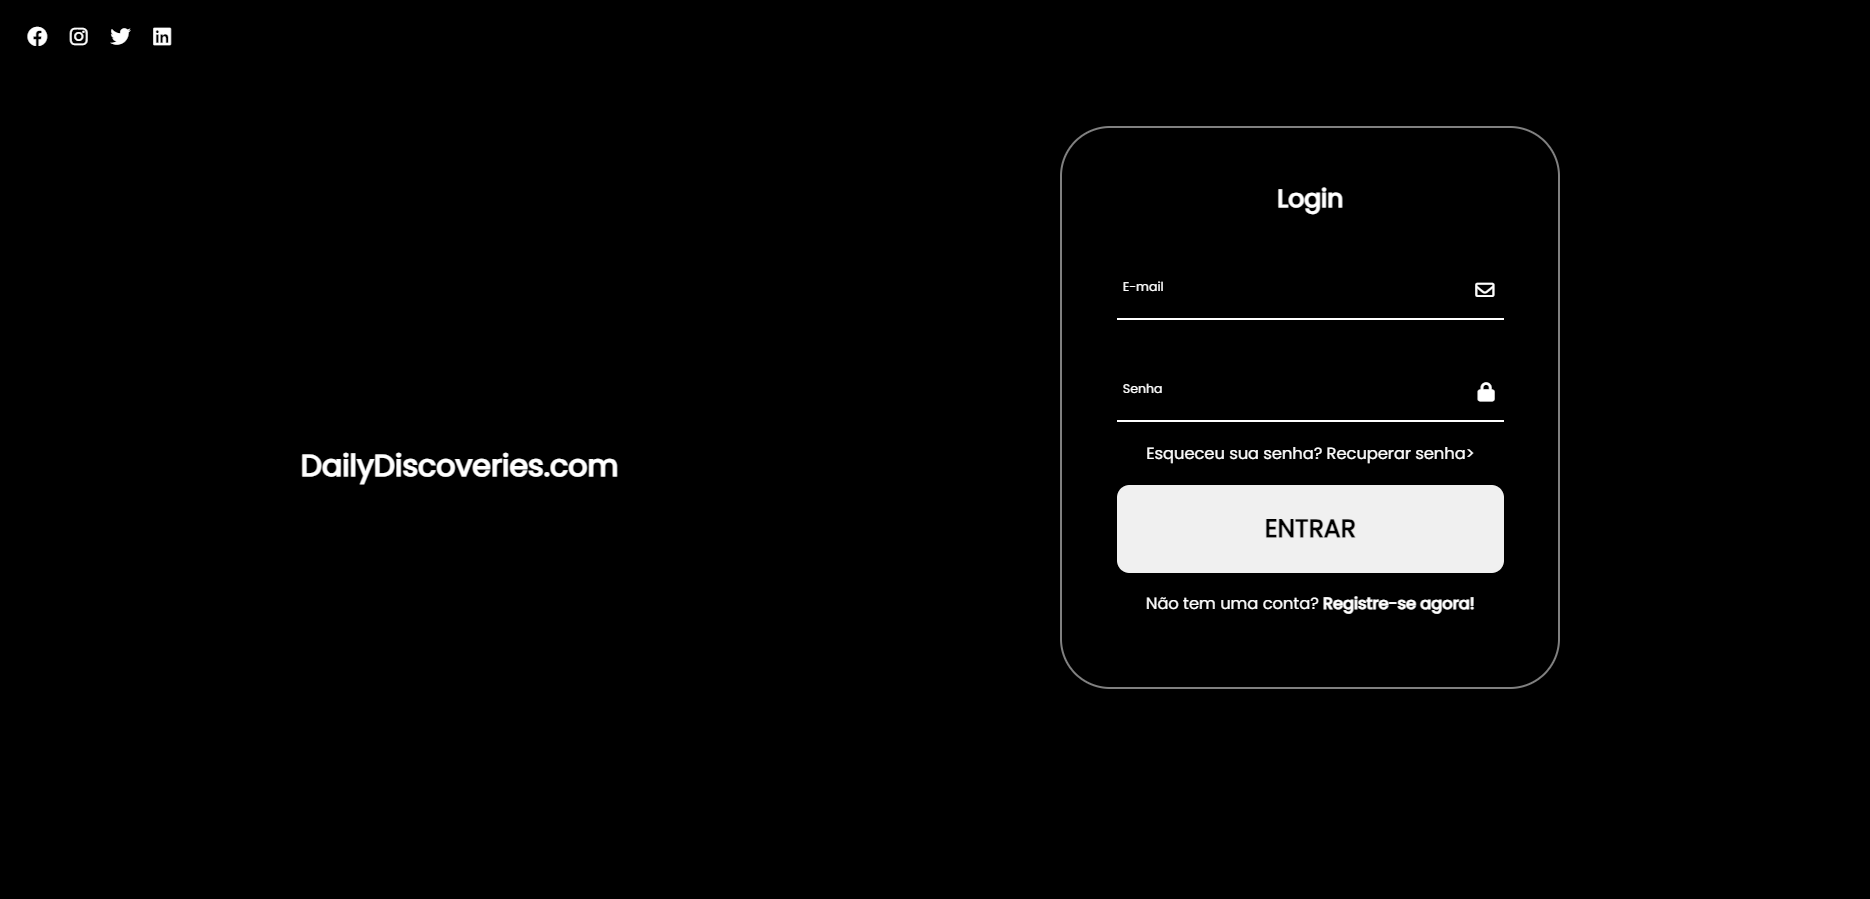 DailyDiscoveries.com
Login
E-mail
Senha
Esqueceu sua senha? Recuperar senha>
ENTRAR
Não tem uma conta? Registre-se agora!